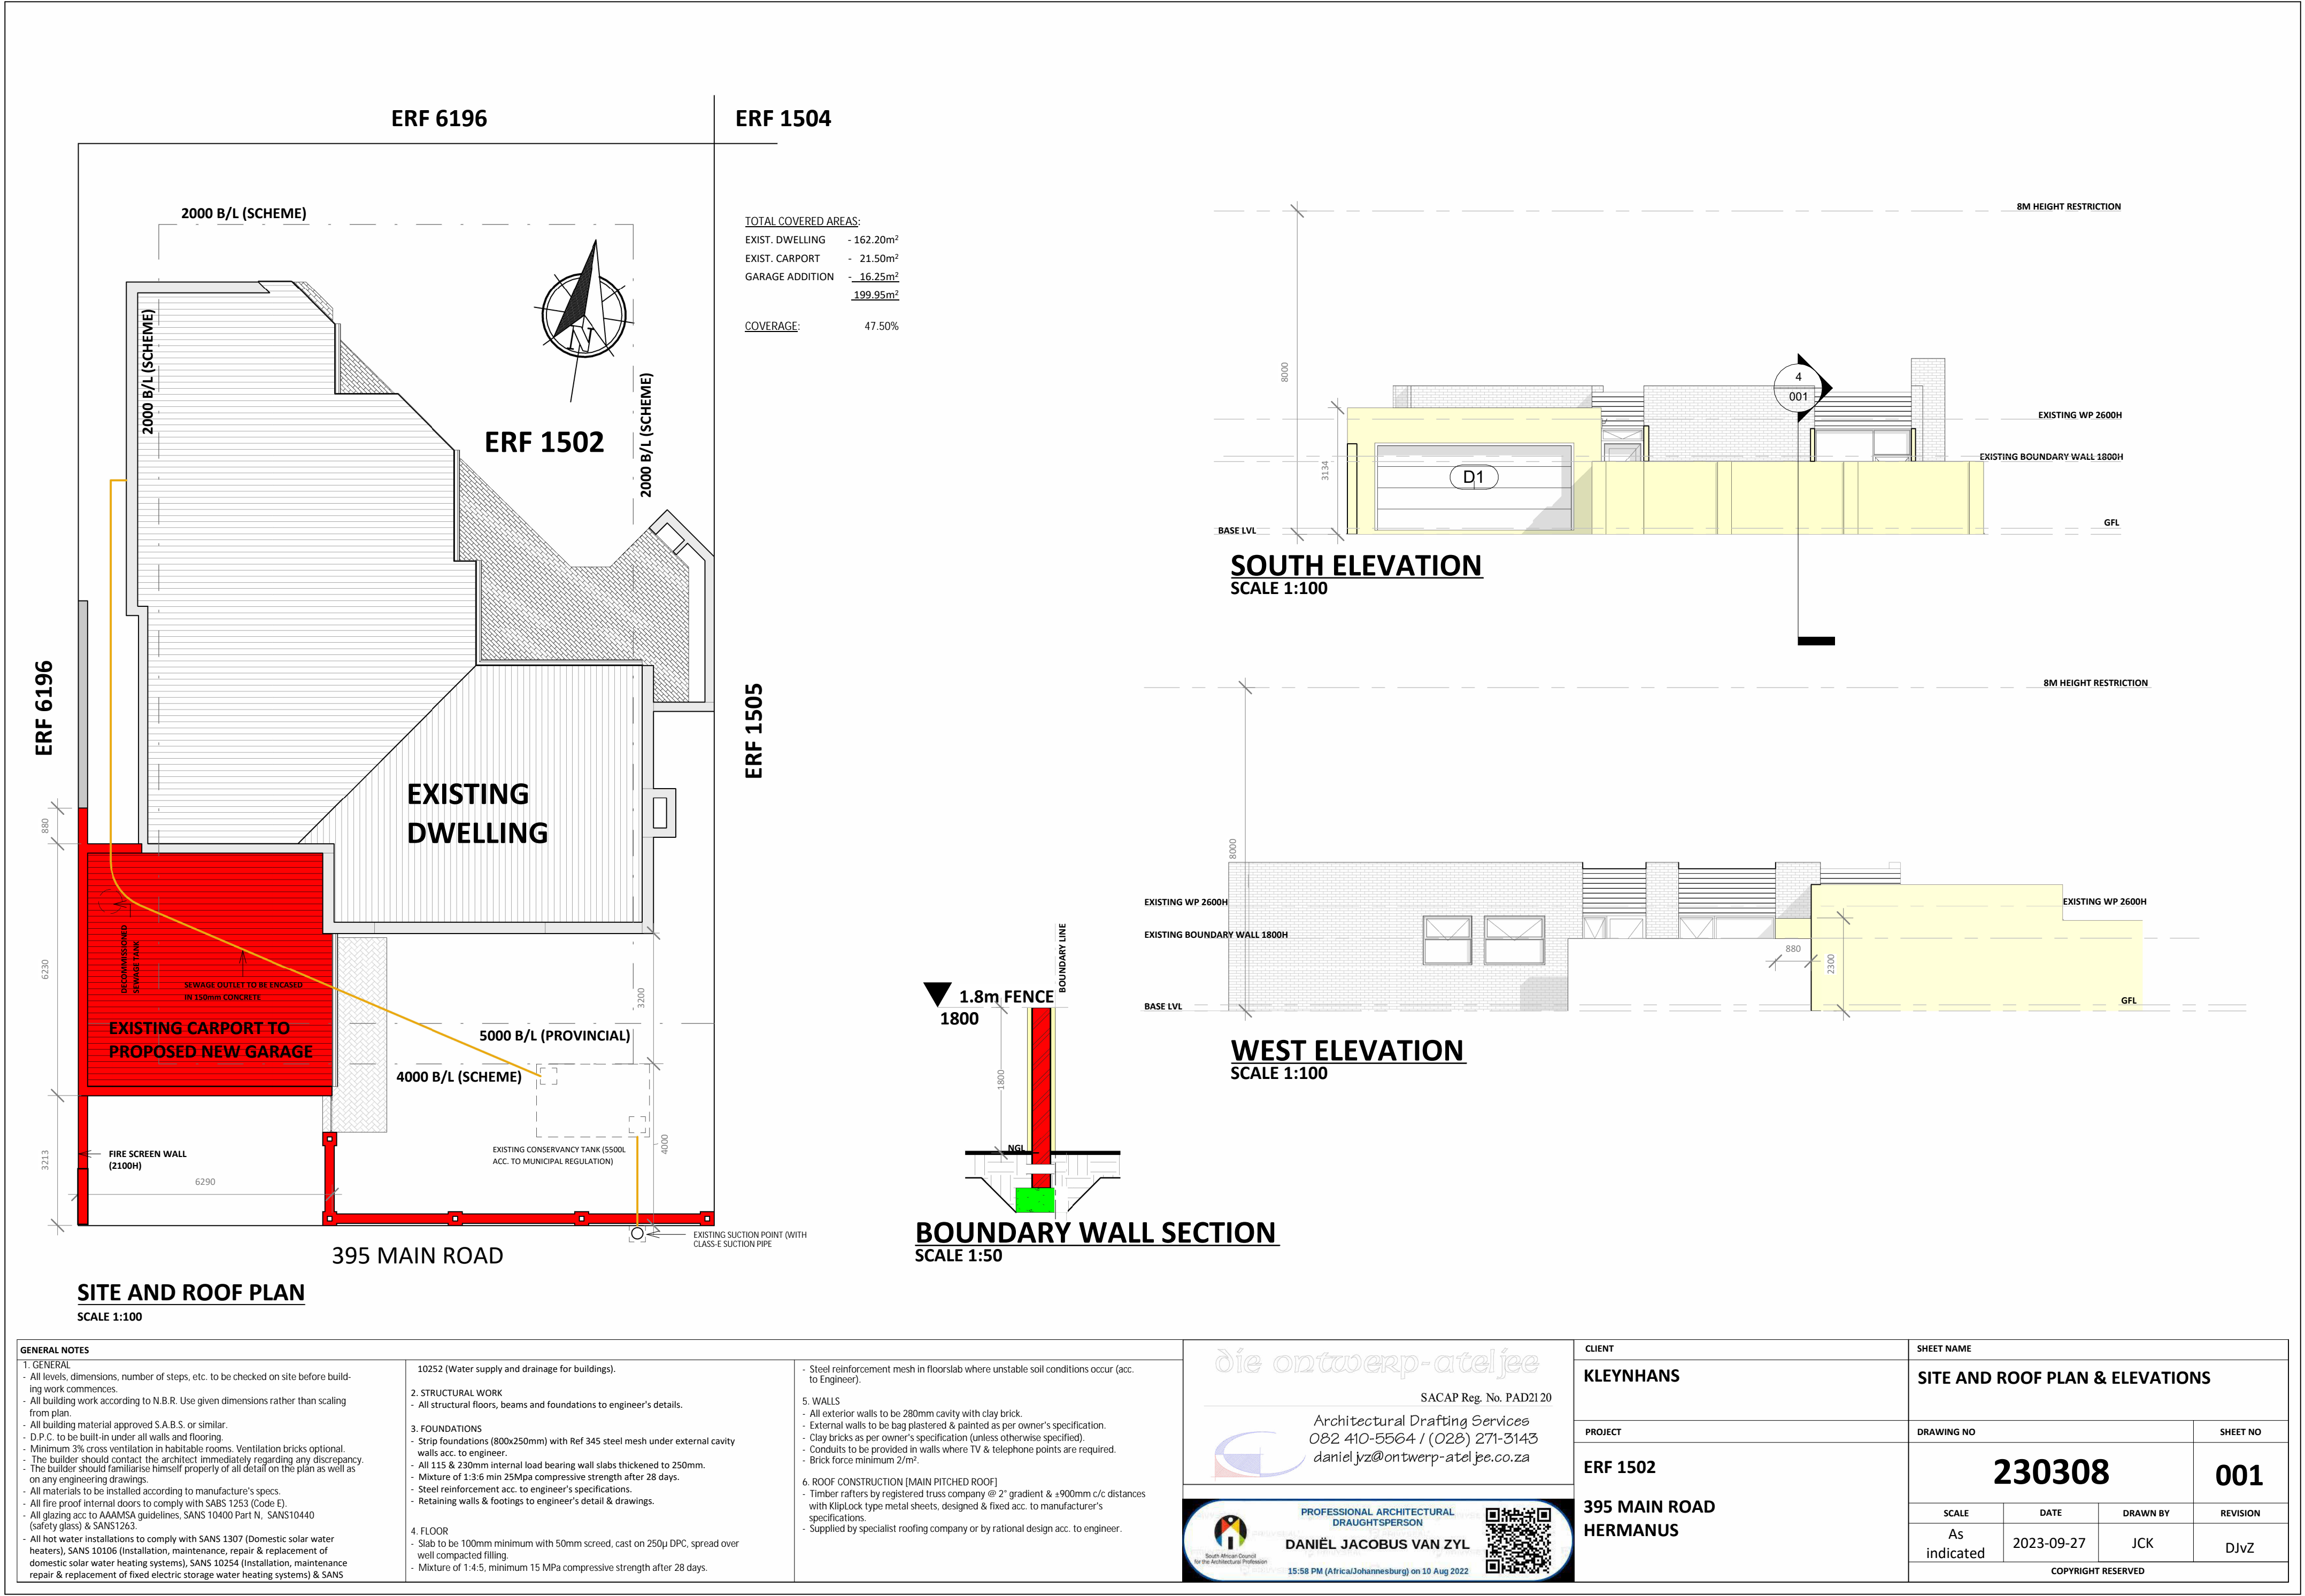 ERF 6196
ERF 1504
2000 B/L (SCHEME)
TOTAL COVERED AREAS:
EXIST. DWELLING - 162.20m²
EXIST. CARPORT - 21.50m²
GARAGE ADDITION - 16.25m²
199.95m²
COVERAGE: 47.50%
N
2000 B/L (SCHEME)
2000 B/L (SCHEME)
ERF 1502
ERF 6196
ERF 1505
EXISTING
DWELLING
880
6230
3213
DECOMMISSIONED
SEWAGE TANK
SEWAGE OUTLET TO BE ENCASED
IN 150mm CONCRETE
EXISTING CARPORT TO
PROPOSED NEW GARAGE
3200
5000 B/L (PROVINCIAL)
4000 B/L (SCHEME)
4000
EXISTING CONSERVANCY TANK (5500L
ACC. TO MUNICIPAL REGULATION)
FIRE SCREEN WALL
(2100H)
6290
EXISTING SUCTION POINT (WITH
CLASS-E SUCTION PIPE
395 MAIN ROAD
SITE AND ROOF PLAN
SCALE 1:100
8M HEIGHT RESTRICTION
8000
3134
4
001
D1
EXISTING WP 2600H
EXISTING BOUNDARY WALL 1800H
BASE LVL
GFL
SOUTH ELEVATION
SCALE 1:100
8M HEIGHT RESTRICTION
8000
EXISTING WP 2600H
EXISTING WP 2600H
EXISTING BOUNDARY WALL 1800H
880
2300
BASE LVL
GFL
WEST ELEVATION
SCALE 1:100
BOUNDARY LINE
1.8m FENCE
1800
1800
NGL
BOUNDARY WALL SECTION
SCALE 1:50
GENERAL NOTES
1. GENERAL
- All levels, dimensions, number of steps, etc. to be checked on site before build-
ing work commences.
- All building work according to N.B.R. Use given dimensions rather than scaling
from plan.
- All building material approved S.A.B.S. or similar.
- D.P.C. to be built-in under all walls and flooring.
- Minimum 3% cross ventilation in habitable rooms. Ventilation bricks optional.
- The builder should contact the architect immediately regarding any discrepancy.
- The builder should familiarise himself properly of all detail on the plan as well as
on any engineering drawings.
- All materials to be installed according to manufacture's specs.
- All fire proof internal doors to comply with SABS 1253 (Code E).
- All glazing acc to AAAMSA guidelines, SANS 10400 Part N, SANS10440
(safety glass) & SANS1263.
- All hot water installations to comply with SANS 1307 (Domestic solar water
heaters), SANS 10106 (Installation, maintenance, repair & replacement of
domestic solar water heating systems), SANS 10254 (Installation, maintenance
repair & replacement of fixed electric storage water heating systems) & SANS
10252 (Water supply and drainage for buildings).
2. STRUCTURAL WORK
- All structural floors, beams and foundations to engineer's details.
3. FOUNDATIONS
- Strip foundations (800x250mm) with Ref 345 steel mesh under external cavity
walls acc. to engineer.
- All 115 & 230mm internal load bearing wall slabs thickened to 250mm.
- Mixture of 1:3:6 min 25Mpa compressive strength after 28 days.
- Steel reinforcement acc. to engineer's specifications.
- Retaining walls & footings to engineer's detail & drawings.
4. FLOOR
- Slab to be 100mm minimum with 50mm screed, cast on 250µ DPC, spread over
well compacted filling.
- Mixture of 1:4:5, minimum 15 MPa compressive strength after 28 days.
- Steel reinforcement mesh in floorslab where unstable soil conditions occur (acc.
to Engineer).
5. WALLS
- All exterior walls to be 280mm cavity with clay brick.
- External walls to be bag plastered & painted as per owner's specification.
- Clay bricks as per owner's specification (unless otherwise specified).
- Conduits to be provided in walls where TV & telephone points are required.
- Brick force minimum 2/m².
6. ROOF CONSTRUCTION [MAIN PITCHED ROOF]
- Timber rafters by registered truss company @ 2° gradient & ±900mm c/c distances
with KlipLock type metal sheets, designed & fixed acc. to manufacturer's
specifications.
- Supplied by specialist roofing company or by rational design acc. to engineer.
die ontwerp-ateljee
SACAP Reg. No. PAD2120
Architectural Drafting Services
082 410-5564 / (028) 271-3143
danieljvz@ontwerp-ateljee.co.za
South African Council
for the Architectural Profession
PROFESSIONAL ARCHITECTURAL
DRAUGHTSPERSON
DANIËL JACOBUS VAN ZYL
15:58 PM (Africa/Johannesburg) on 10 Aug 2022
CLIENT
KLEYNHANS
PROJECT
ERF 1502
395 MAIN ROAD
HERMANUS
SHEET NAME
SITE AND ROOF PLAN & ELEVATIONS
DRAWING NO
SHEET NO
230308
001
SCALE
DATE
DRAWN BY
REVISION
As
indicated
2023-09-27
JCK
DJvZ
COPYRIGHT RESERVED